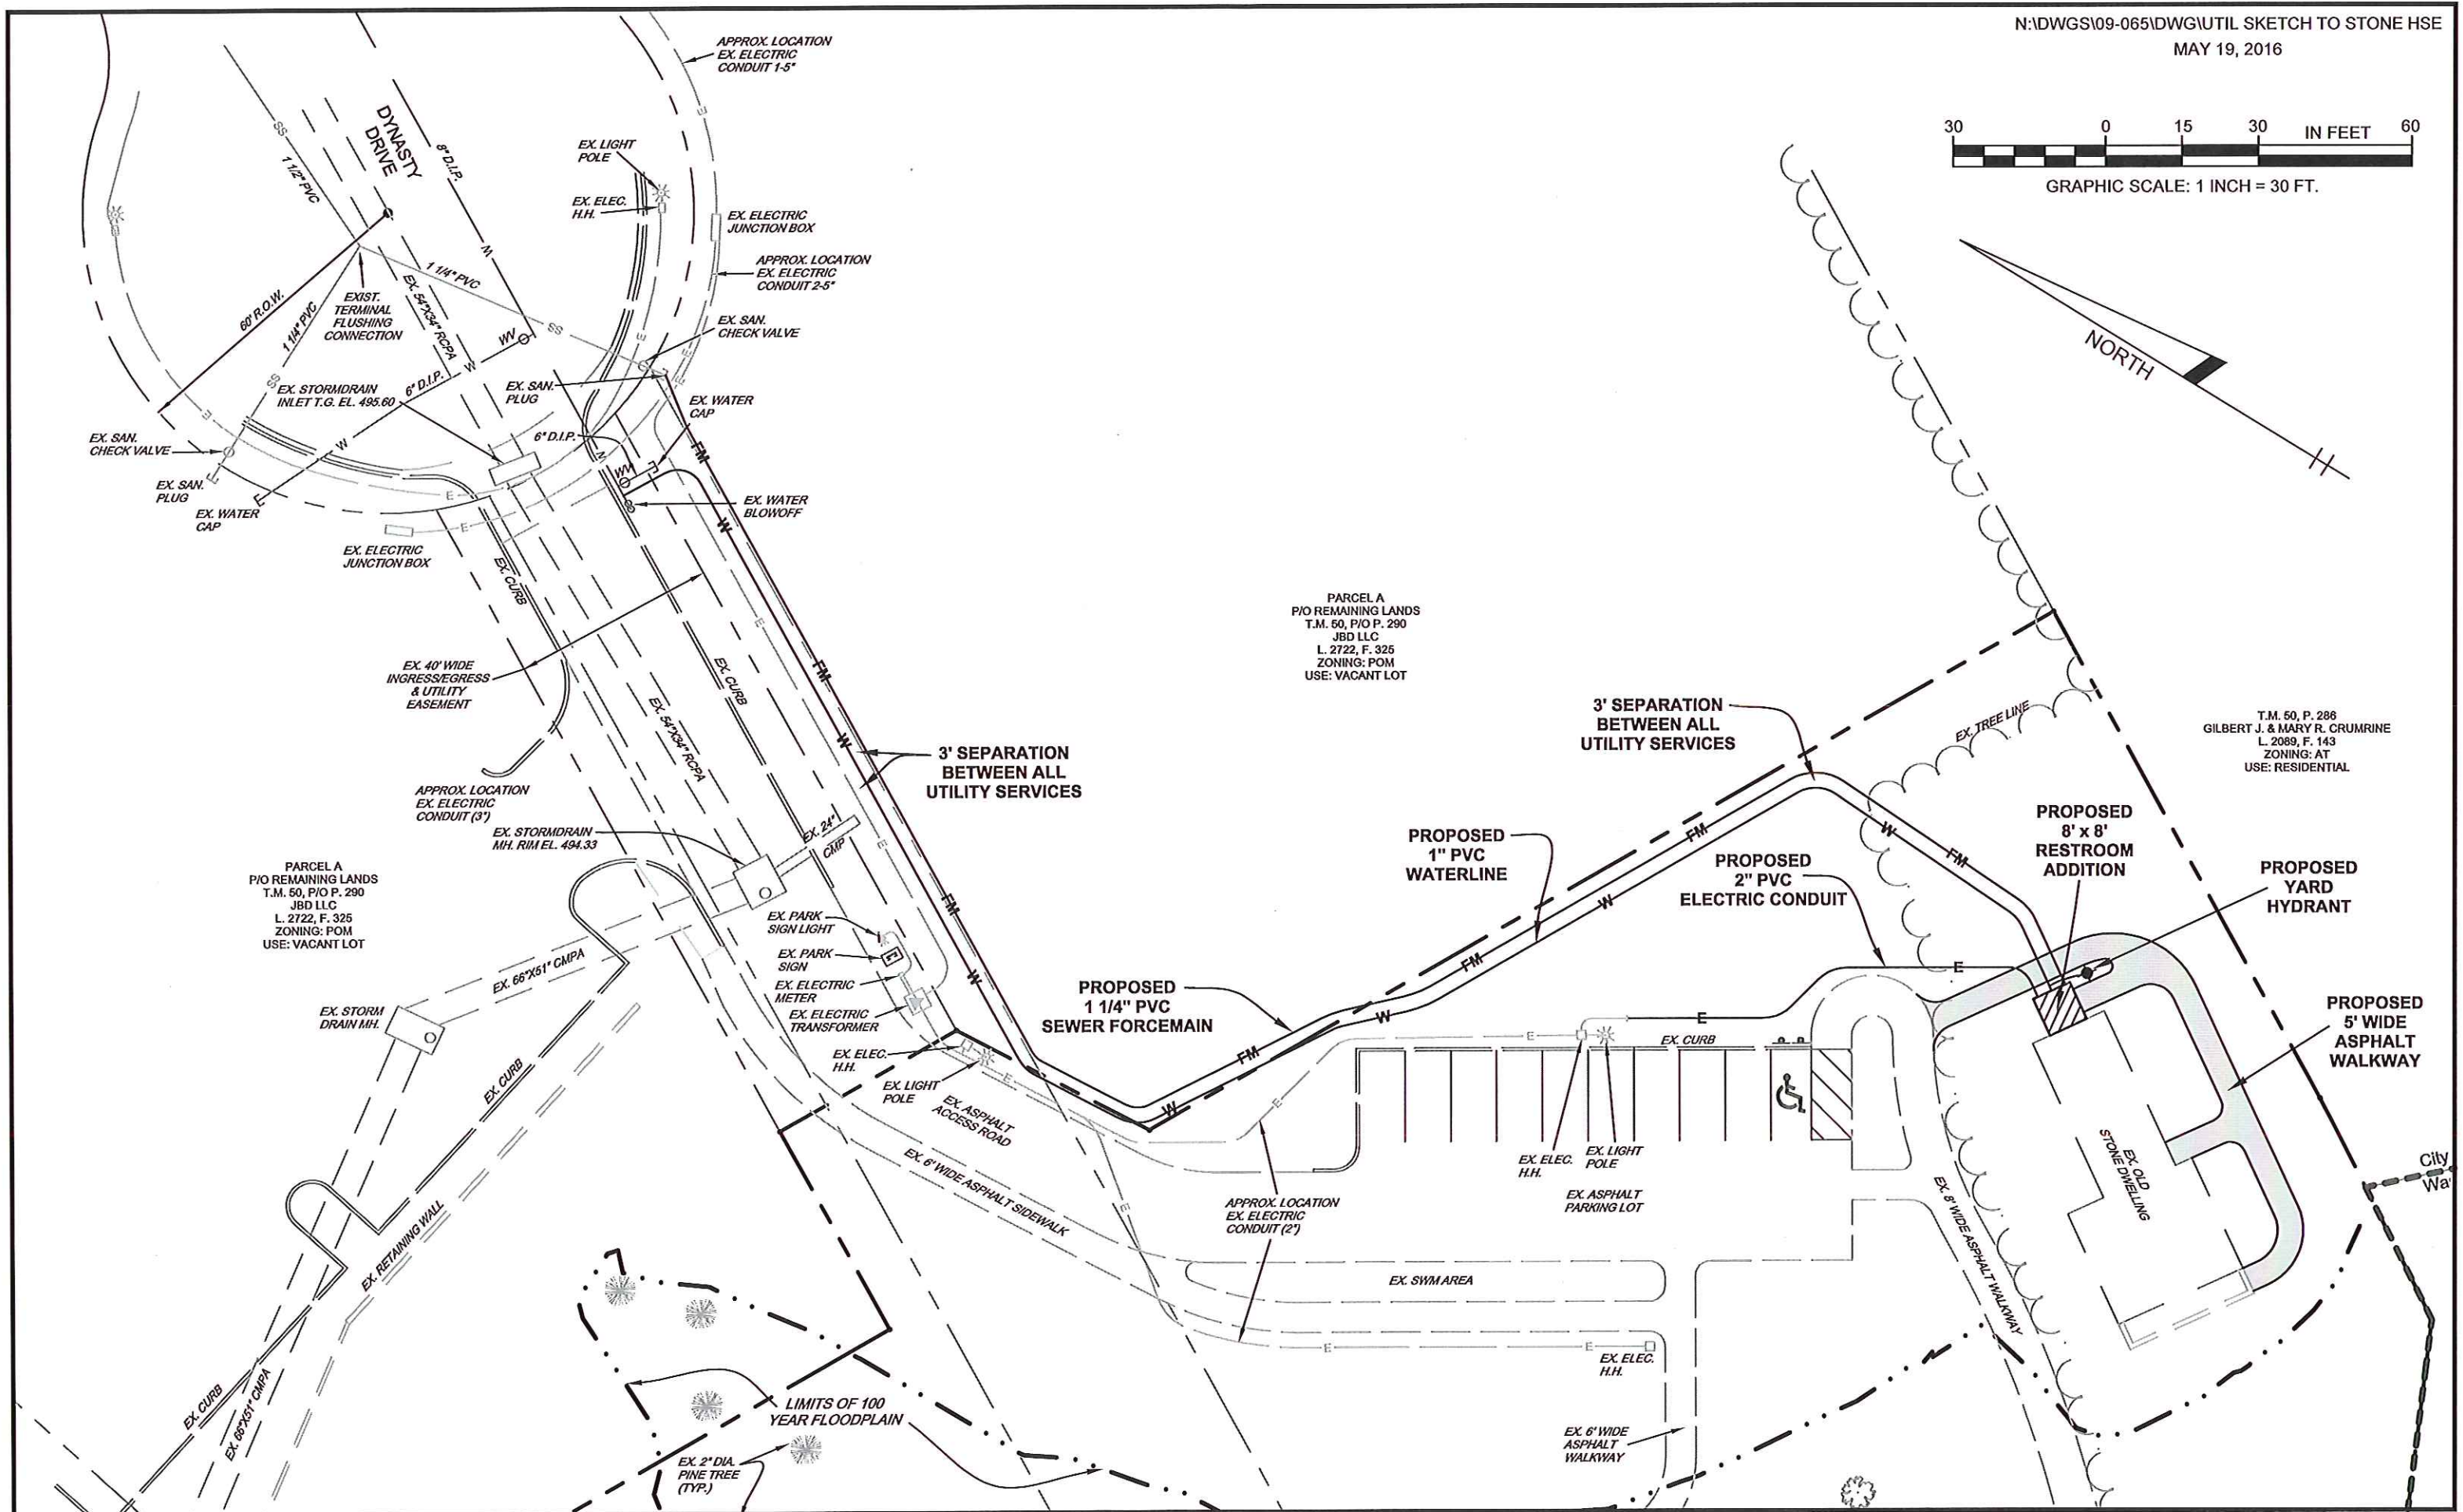 N:\DWGS\09-065\DWG\UTIL SKETCH TO STONE HSE
MAY 19, 2016
30 0 15 30 IN FEET 60
GRAPHIC SCALE: 1 INCH = 30 FT.
NORTH
APPROX. LOCATION
EX. ELECTRIC
CONDUIT 1-5"
E
DYNASTY
DRIVE
SS
1 1/2" PVC
8" D.I.P.
W
EX. LIGHT
POLE
EX. ELEC.
H.H.
EX. ELECTRIC
JUNCTION BOX
APPROX. LOCATION
EX. ELECTRIC
CONDUIT 2-5"
1 1/4" PVC
SS
60' R.O.W.
EXIST.
TERMINAL
FLUSHING
CONNECTION
1 1/4" PVC
SS
EX. 54"X34" RCPA
WV
W
6" D.I.P.
W
E
E
E
EX. SAN.
CHECK VALVE
EX. STORMDRAIN
INLET T.G. EL. 495.60
EX. SAN.
PLUG
EX. WATER
CAP
6" D.I.P.
W
WV
FM
E
EX. SAN.
CHECK VALVE
EX. SAN.
PLUG
EX. WATER
CAP
E
E
EX. WATER
BLOWOFF
W
EX. ELECTRIC
JUNCTION BOX
EX. CURB
E
EX. 40' WIDE
INGRESS/EGRESS
& UTILITY
EASEMENT
EX. CURB
FM
EX. 54"X34" RCPA
W
3' SEPARATION
BETWEEN ALL
UTILITY SERVICES
APPROX. LOCATION
EX. ELECTRIC
CONDUIT (3")
EX. STORMDRAIN
MH. RIM EL. 494.33
EX. 24"
CMP
E
PARCEL A
P/O REMAINING LANDS
T.M. 50, P/O P. 290
JBD LLC
L. 2722, F. 325
ZONING: POM
USE: VACANT LOT
PARCEL A
P/O REMAINING LANDS
T.M. 50, P/O P. 290
JBD LLC
L. 2722, F. 325
ZONING: POM
USE: VACANT LOT
3' SEPARATION
BETWEEN ALL
UTILITY SERVICES
EX. TREE LINE
T.M. 50, P. 286
GILBERT J. & MARY R. CRUMRINE
L. 2089, F. 143
ZONING: AT
USE: RESIDENTIAL
PROPOSED
1" PVC
WATERLINE
FM
W
PROPOSED
2" PVC
ELECTRIC CONDUIT
W
FM
PROPOSED
8' x 8'
RESTROOM
ADDITION
PROPOSED
YARD
HYDRANT
FM
EX. PARK
SIGN LIGHT
EX. PARK
SIGN
EX. ELECTRIC
METER
EX. ELECTRIC
TRANSFORMER
W
EX. 66"X51" CMPA
EX. STORM
DRAIN MH.
PROPOSED
1 1/4" PVC
SEWER FORCEMAIN
FM
W
E
E
PROPOSED
5' WIDE
ASPHALT
WALKWAY
EX. ELEC.
H.H.
EX. LIGHT
POLE
E
FM
W
E
E
EX. CURB
EX. CURB
EX. ASPHALT
ACCESS ROAD
EX. 6' WIDE ASPHALT SIDEWALK
EX. ELEC.
H.H.
EX. LIGHT
POLE
EX. ASPHALT
PARKING LOT
EX. OLD
STONE DWELLING
City
Wa
EX. 8' WIDE ASPHALT WALKWAY
APPROX. LOCATION
EX. ELECTRIC
CONDUIT (2")
E
EX. RETAINING WALL
EX. SWM AREA
E
E
EX. ELEC.
H.H.
EX. CURB
EX. 66"X51" CMPA
LIMITS OF 100
YEAR FLOODPLAIN
EX. 2" DIA.
PINE TREE
(TYP.)
EX. 6' WIDE
ASPHALT
WALKWAY